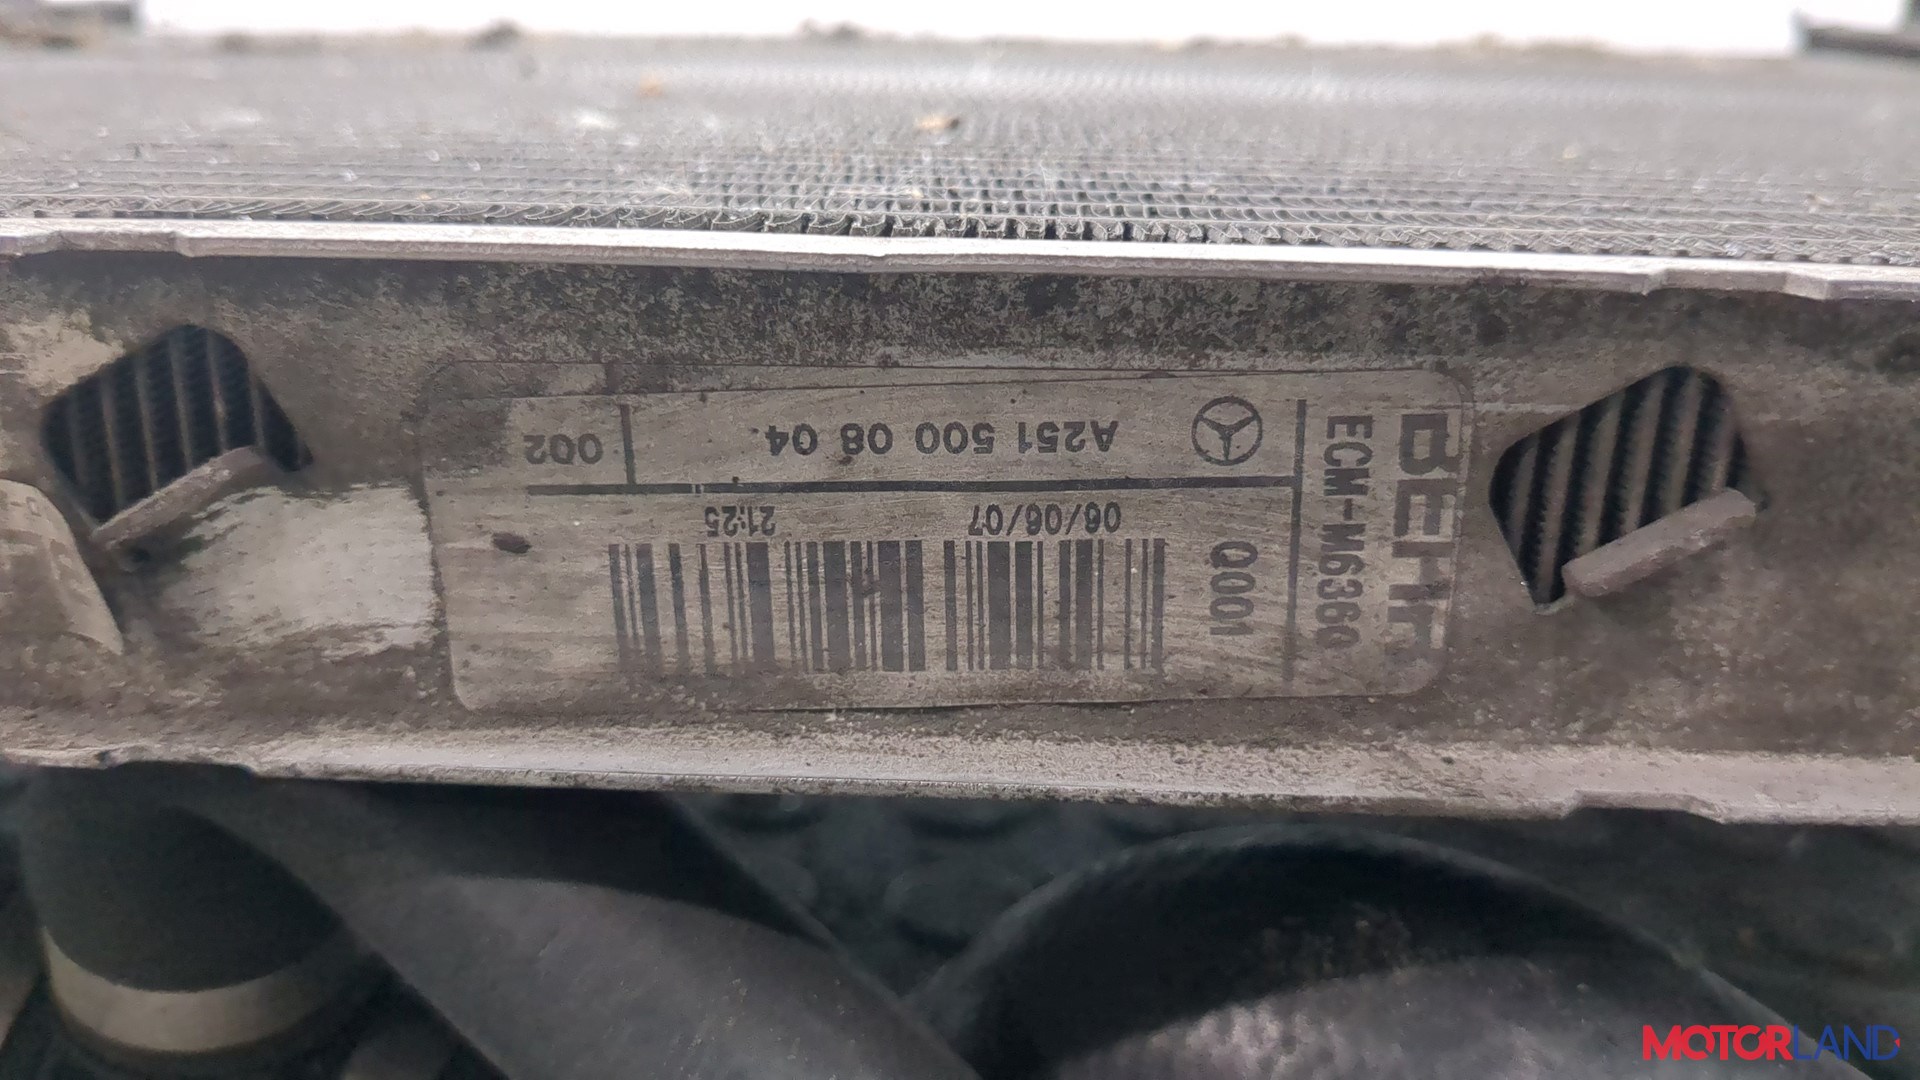 BEHR
ECM-M6360
A251 500 08 04
002
06/06/07
21:25
Q001
MOTORLAND